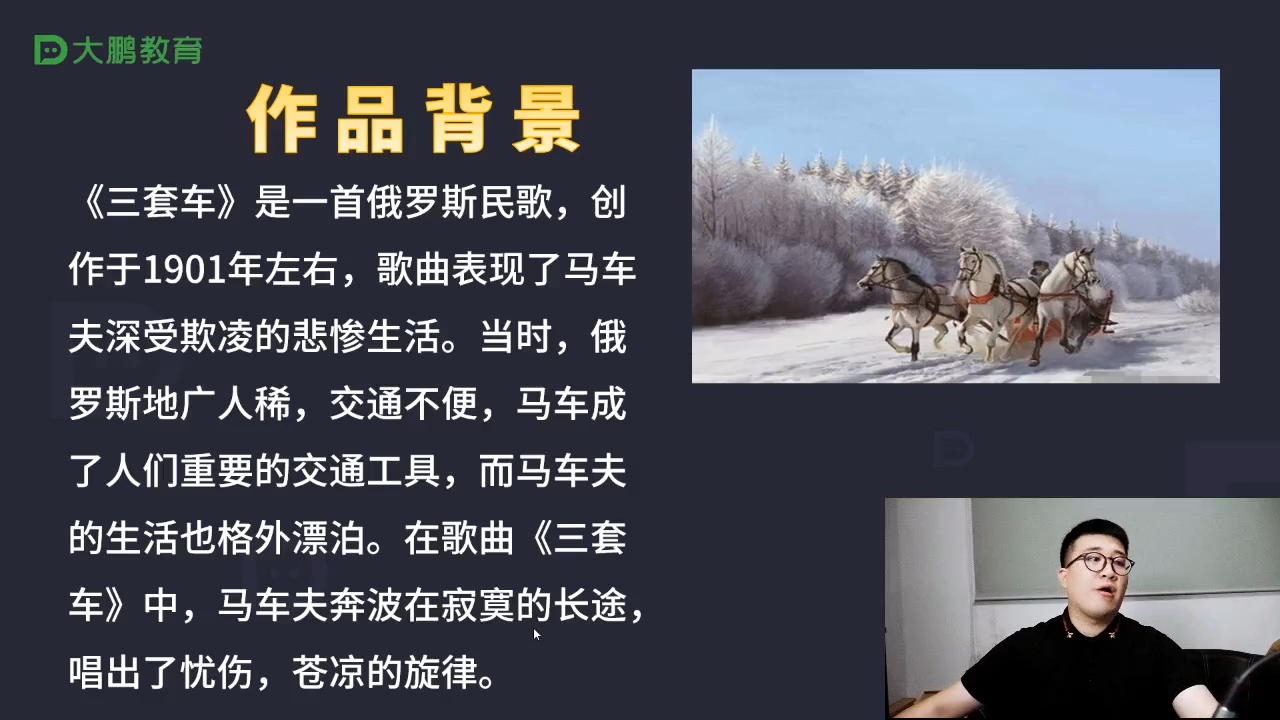 大鹏教育
作品背景
《三套车》是一首俄罗斯民歌，创
作于1901年左右，歌曲表现了马车
夫深受欺凌的悲惨生活。当时，俄
罗斯地广人稀，交通不便，马车成
了人们重要的交通工具，而马车夫
的生活也格外漂泊。在歌曲《三套
车》中，马车夫奔波在寂寞的长途，
唱出了忧伤，苍凉的旋律。